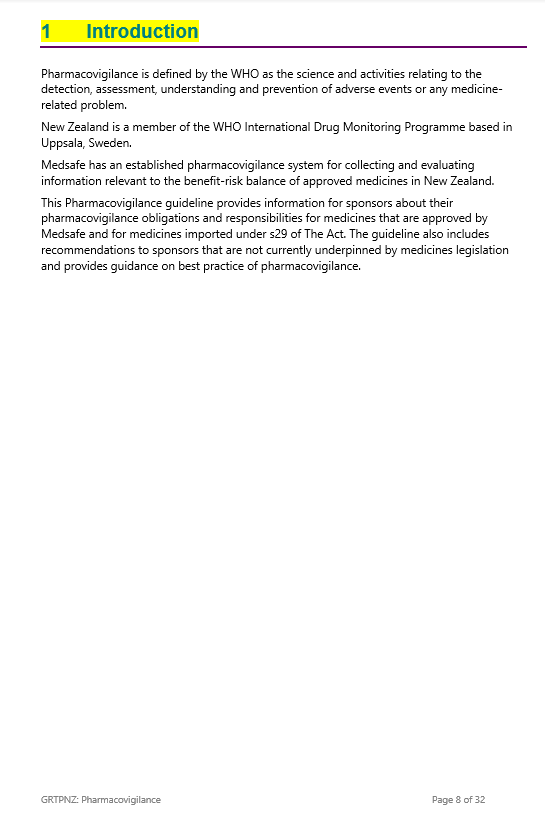 1 Introduction
Pharmacovigilance is defined by the WHO as the science and activities relating to the
detection, assessment, understanding and prevention of adverse events or any medicine-
related problem.
New Zealand is a member of the WHO International Drug Monitoring Programme based in
Uppsala, Sweden.
Medsafe has an established pharmacovigilance system for collecting and evaluating
information relevant to the benefit-risk balance of approved medicines in New Zealand.
This Pharmacovigilance guideline provides information for sponsors about their
pharmacovigilance obligations and responsibilities for medicines that are approved by
Medsafe and for medicines imported under s29 of The Act. The guideline also includes
recommendations to sponsors that are not currently underpinned by medicines legislation
and provides guidance on best practice of pharmacovigilance.
GRTPNZ: Pharmacovigilance Page 8 of 32